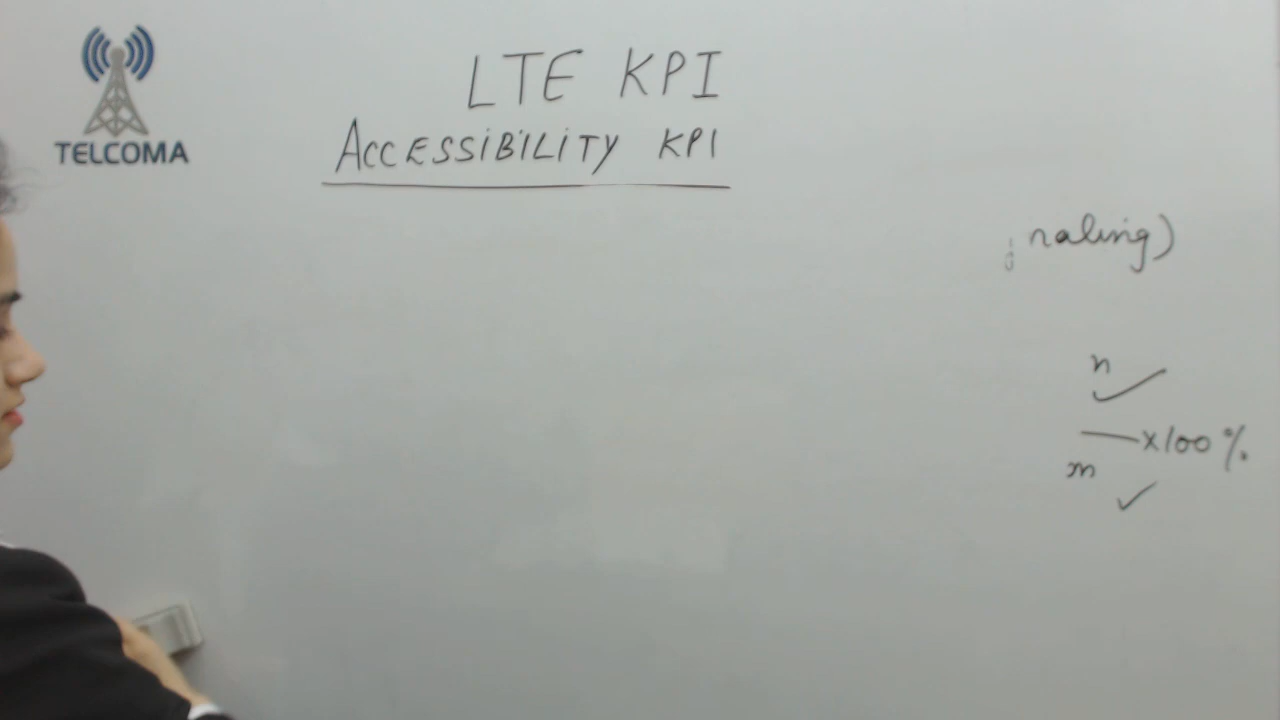 TELCOMA
LTE KPI
ACCESSIBILITY KPI
naling)
n
x100%
m